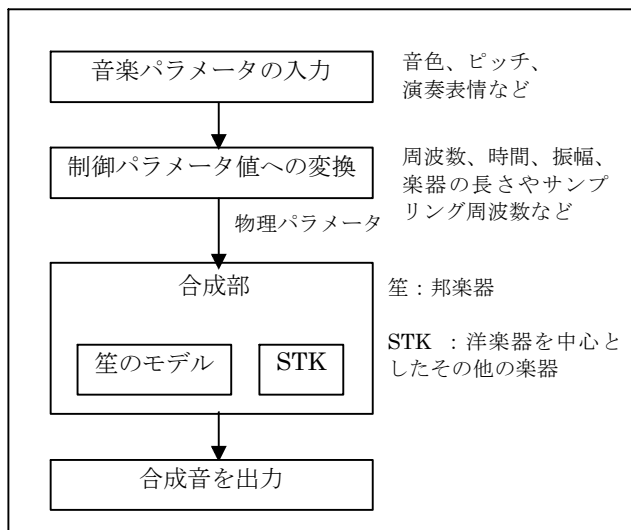 音楽パラメータの入力
音色、ピッチ、
演奏表情など
制御パラメータ値への変換
周波数、時間、振幅、
楽器の長さやサンプ
リング周波数など
物理パラメータ
合成部
笙：邦楽器
笙のモデル
STK
STK ：洋楽器を中心と
したその他の楽器
合成音を出力